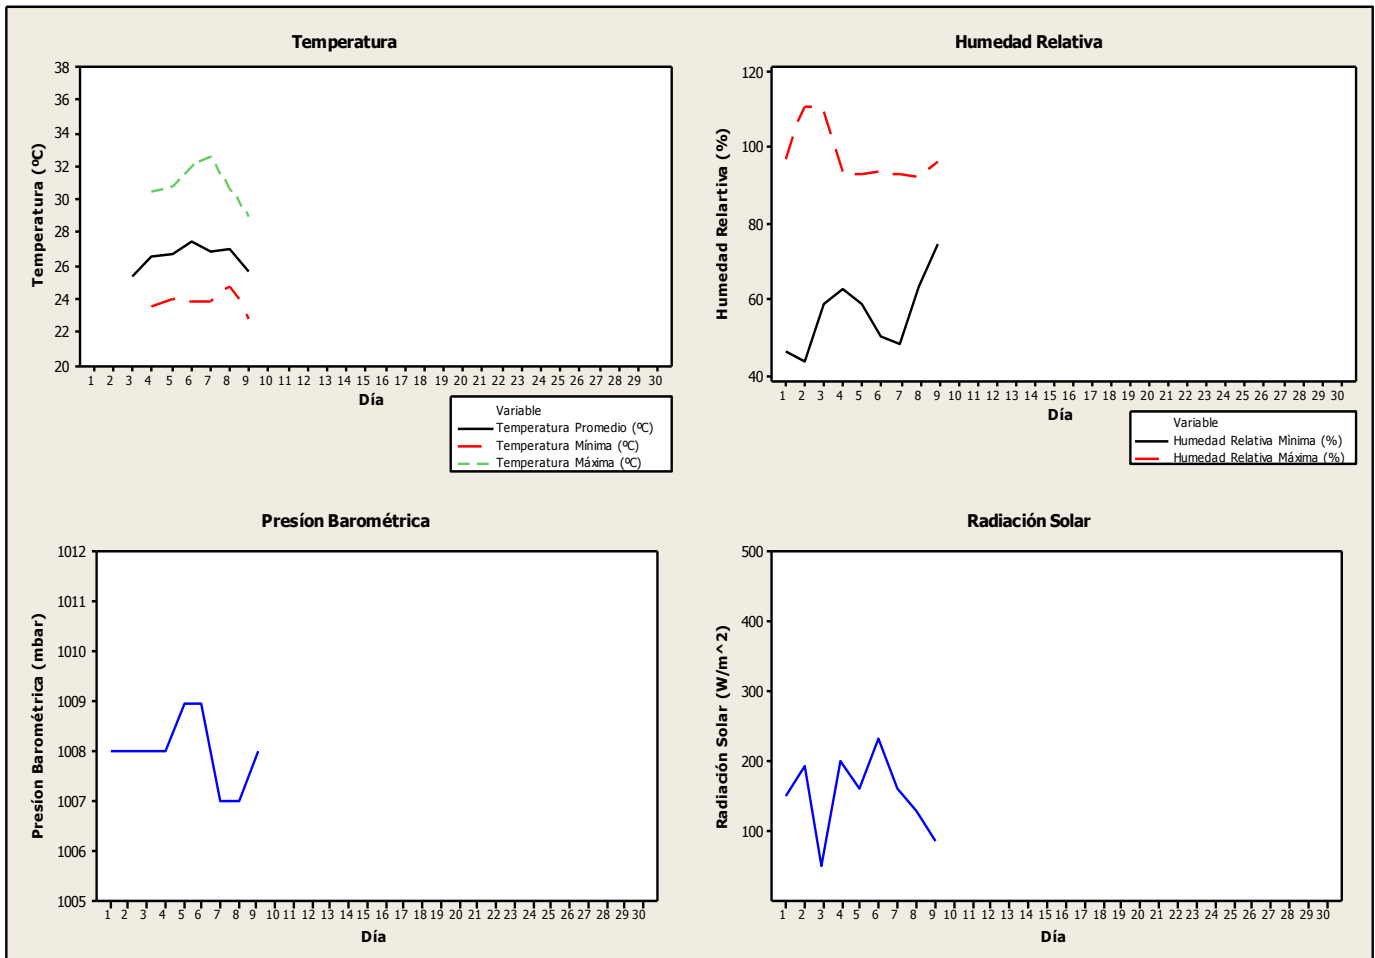 Temperatura
38
36
34
32
30
28
26
24
22
20
Temperatura (ºC)
1 2 3 4 5 6 7 8 9 10 11 12 13 14 15 16 17 18 19 20 21 22 23 24 25 26 27 28 29 30
Día
Variable
Temperatura Promedio (ºC)
Temperatura Mínima (ºC)
Temperatura Máxima (ºC)
Humedad Relativa
120
100
80
60
40
Humedad Relartiva (%)
1 2 3 4 5 6 7 8 9 10 11 12 13 14 15 16 17 18 19 20 21 22 23 24 25 26 27 28 29 30
Día
Variable
Humedad Relativa Mìnima (%)
Humedad Relativa Máxima (%)
Presíon Barométrica
1012
1011
1010
1009
1008
1007
1006
1005
Presíon Barométrica (mbar)
1 2 3 4 5 6 7 8 9 10 11 12 13 14 15 16 17 18 19 20 21 22 23 24 25 26 27 28 29 30
Día
Radiación Solar
500
400
300
200
100
Radiación Solar (W/m^2)
1 2 3 4 5 6 7 8 9 10 11 12 13 14 15 16 17 18 19 20 21 22 23 24 25 26 27 28 29 30
Día